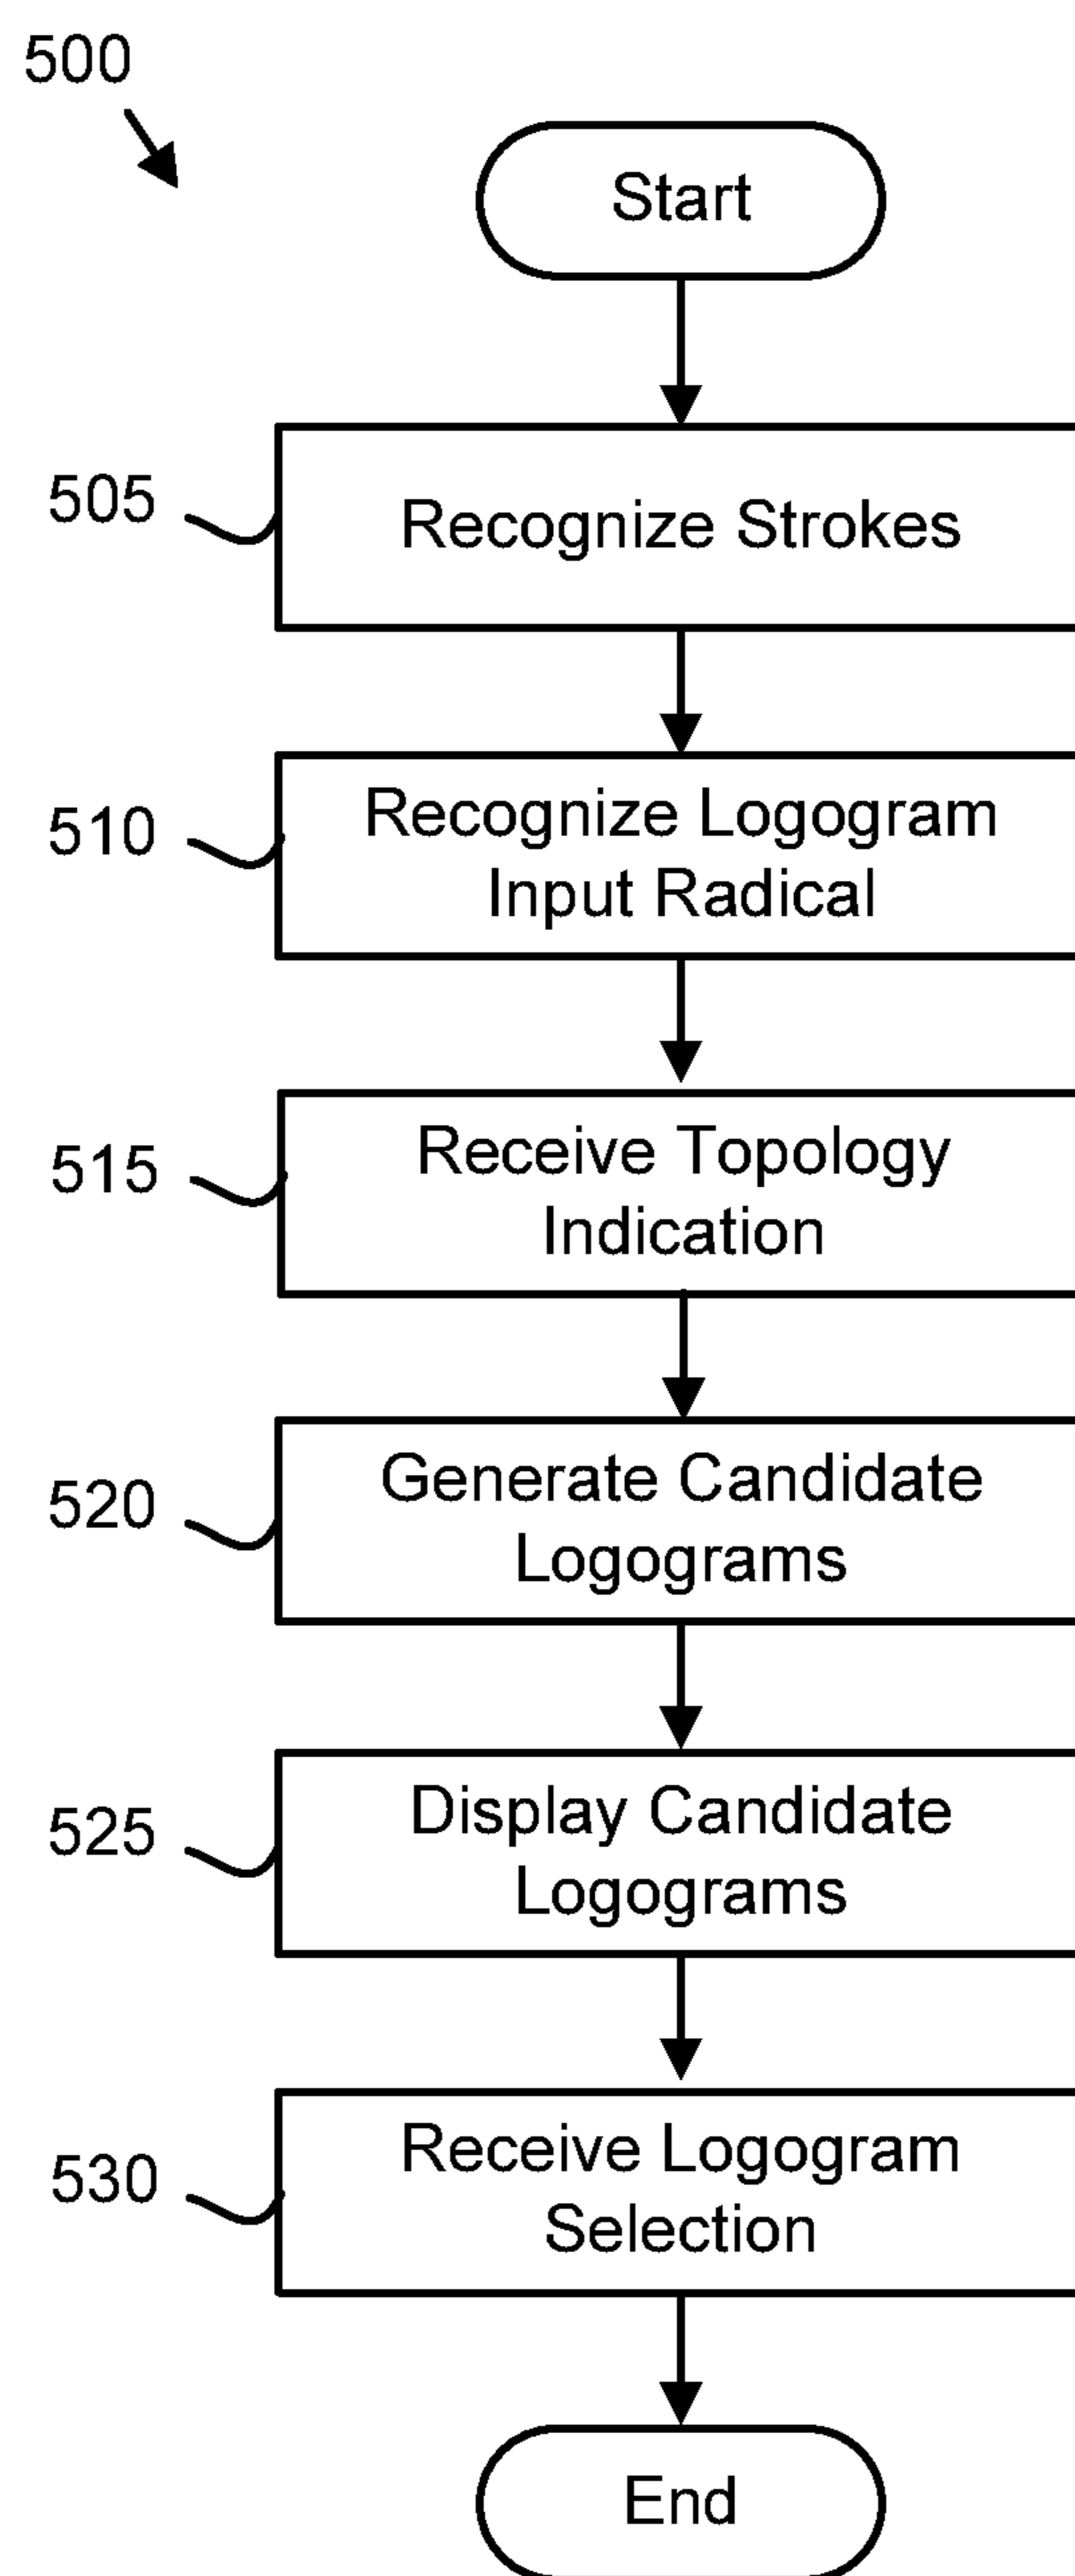 500
Start
505
Recognize Strokes
510
Recognize Logogram
Input Radical
515
Receive Topology
Indication
520
Generate Candidate
Logograms
525
Display Candidate
Logograms
530
Receive Logogram
Selection
End